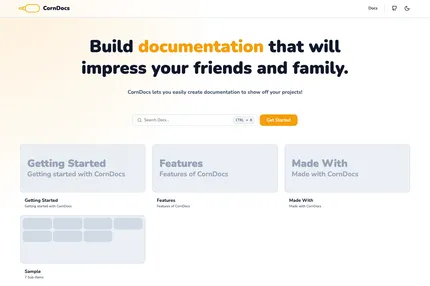 CornDocs
Docs
Build documentation that will
impress your friends and family.
CornDocs lets you easily create documentation to show off your projects!
Search Docs...
CTRL + K
Get Started
Getting Started
Getting started with CornDocs
Features
Features of CornDocs
Made With
Made with CornDocs
Getting Started
Getting started with CornDocs
Features
Features of CornDocs
Made With
Made with CornDocs
Sample
7 Sub-Items